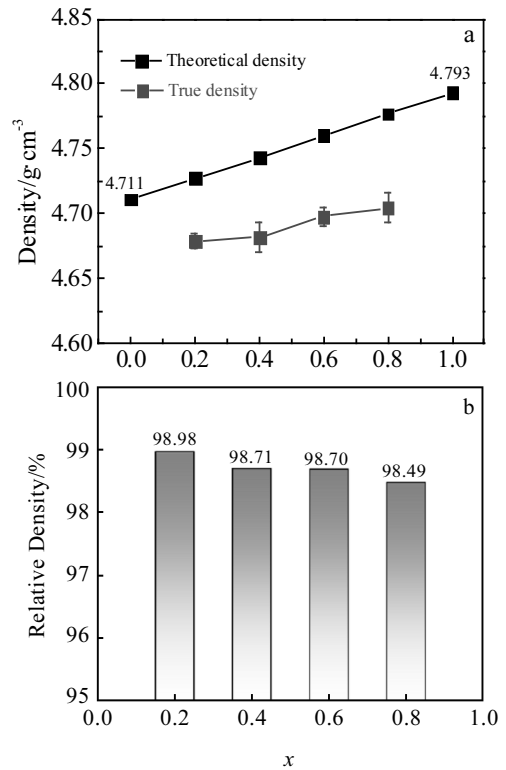 4.85
a
Theoretical density
4.793
4.80
True density
4.75
4.711
4.70
4.65
4.60
Density/g·cm-3
0.0 0.2 0.4 0.6 0.8 1.0
100
b
98.98
99
98.71 98.70
98.49
98
97
96
95
Relative Density/%
0.0 0.2 0.4 0.6 0.8 1.0
x